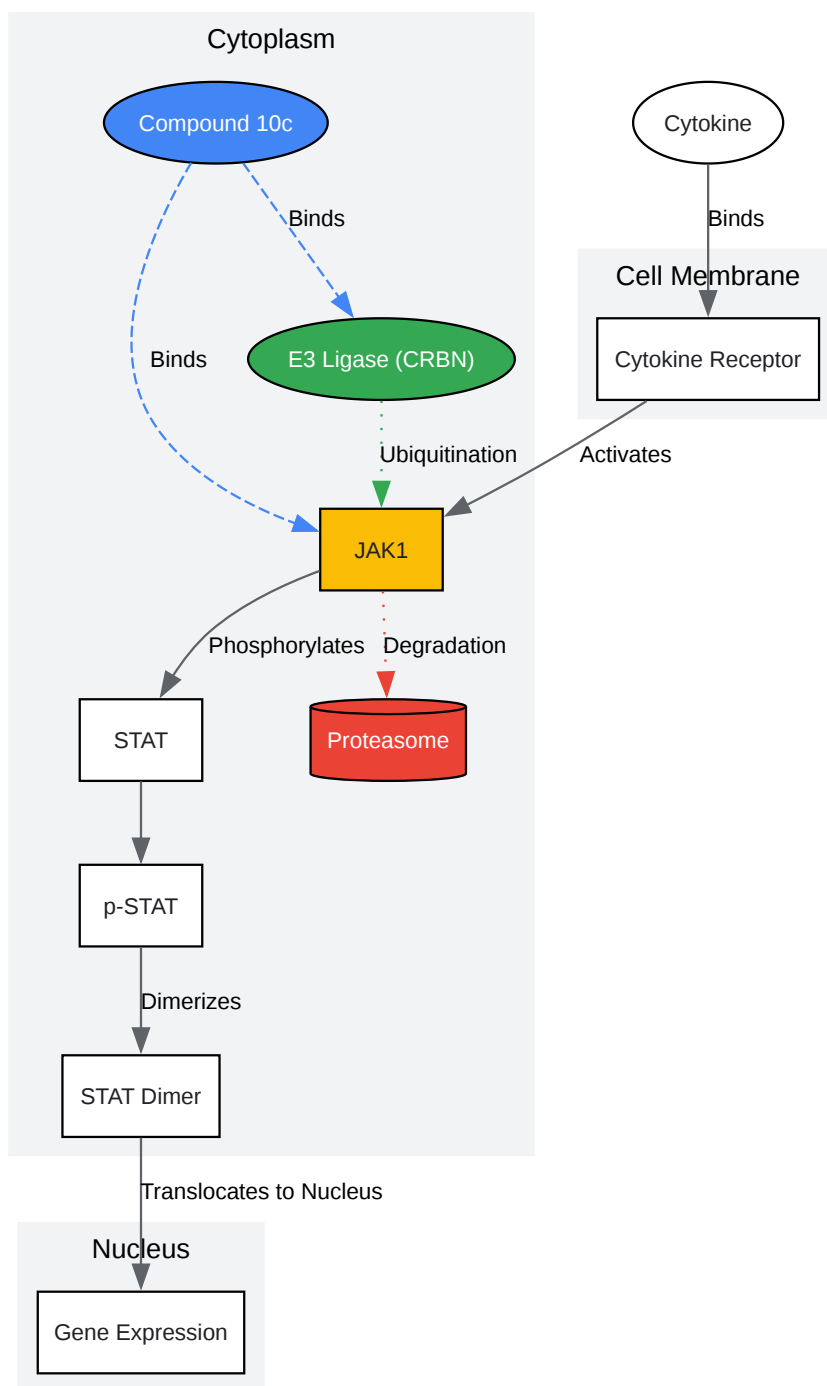 Cytoplasm
Compound 10c
Cytokine
Binds
Binds
Cell Membrane
Binds
E3 Ligase (CRBN)
Cytokine Receptor
Ubiquitination
Activates
JAK1
Phosphorylates
Degradation
STAT
Proteasome
p-STAT
Dimerizes
STAT Dimer
Translocates to Nucleus
Nucleus
Gene Expression